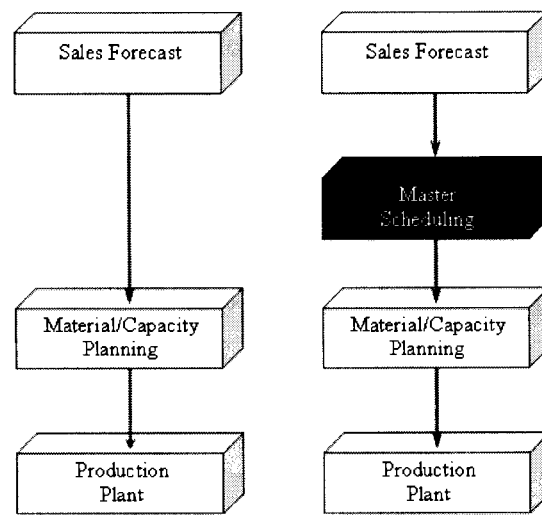 Sales Forecast
Material/Capacity
Planning
Production
Plant
Sales Forecast
Master
Scheduling
Material/Capacity
Planning
Production
Plant